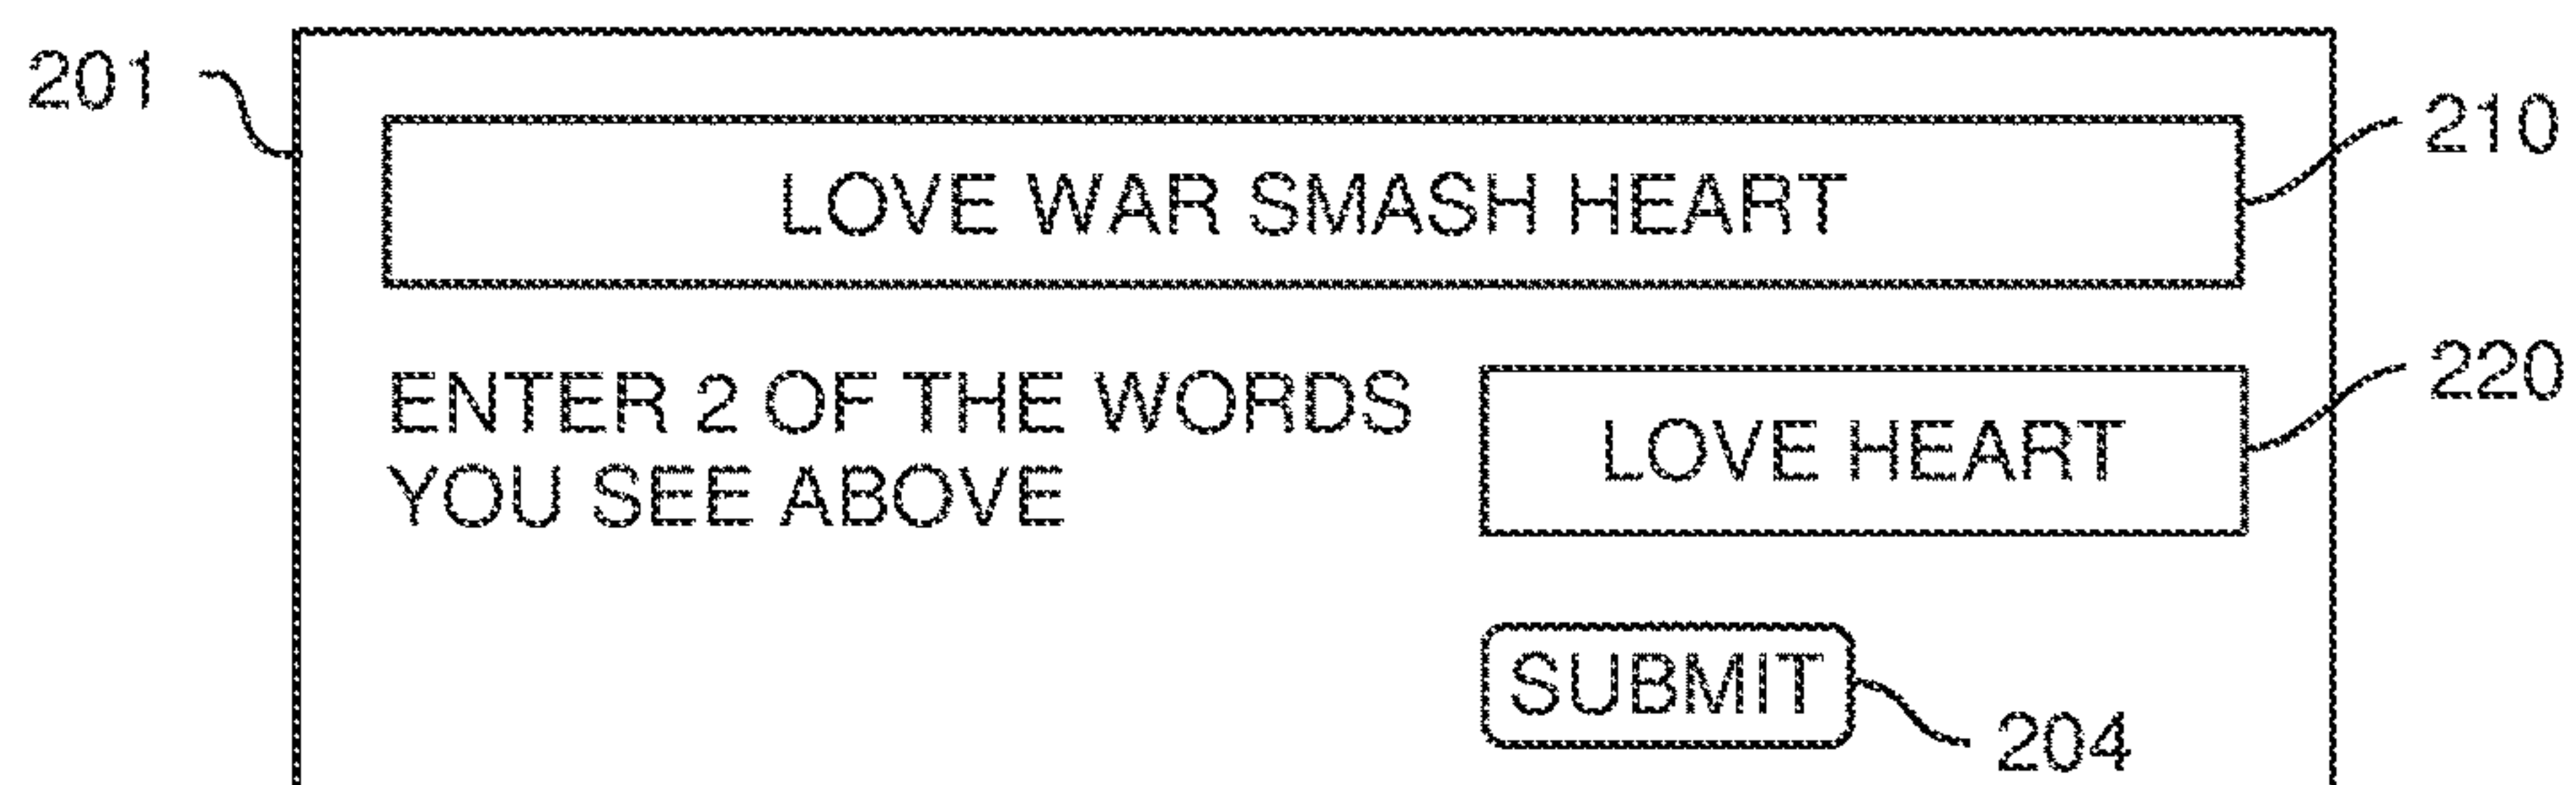 201
210
LOVE WAR SMASH HEART
220
ENTER 2 OF THE WORDS
YOU SEE ABOVE
LOVE HEART
SUBMIT
204